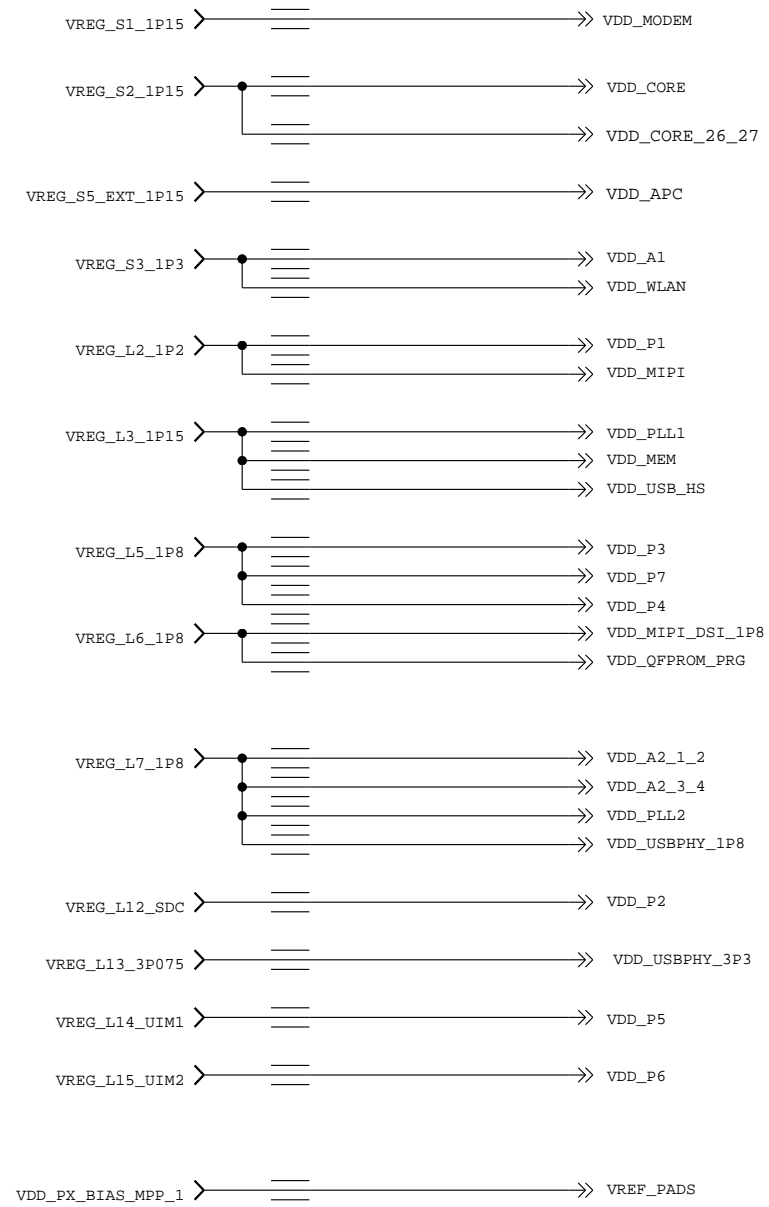 VREG_S1_1P15 VDD_MODEM
VREG_S2_1P15 VDD_CORE
VDD_CORE_26_27
VREG_S5_EXT_1P15 VDD_APC
VREG_S3_1P3 VDD_A1
VDD_WLAN
VREG_L2_1P2 VDD_P1
VDD_MIPI
VREG_L3_1P15 VDD_PLL1
VDD_MEM
VDD_USB_HS
VREG_L5_1P8 VDD_P3
VDD_P7
VDD_P4
VREG_L6_1P8 VDD_MIPI_DSI_1P8
VDD_QFPROM_PRG
VREG_L7_1P8 VDD_A2_1_2
VDD_A2_3_4
VDD_PLL2
VDD_USBPHY_1P8
VREG_L12_SDC VDD_P2
VREG_L13_3P075 VDD_USBPHY_3P3
VREG_L14_UIM1 VDD_P5
VREG_L15_UIM2 VDD_P6
VDD_PX_BIAS_MPP_1 VREF_PADS